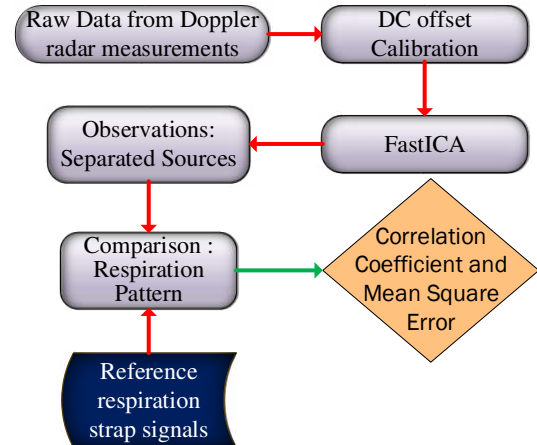 Raw Data from Doppler
radar measurements
DC offset
Calibration
FastICA
Observations:
Separated Sources
Comparison :
Respiration
Pattern
Correlation
Coefficient and
Mean Square
Error
Reference
respiration
strap signals